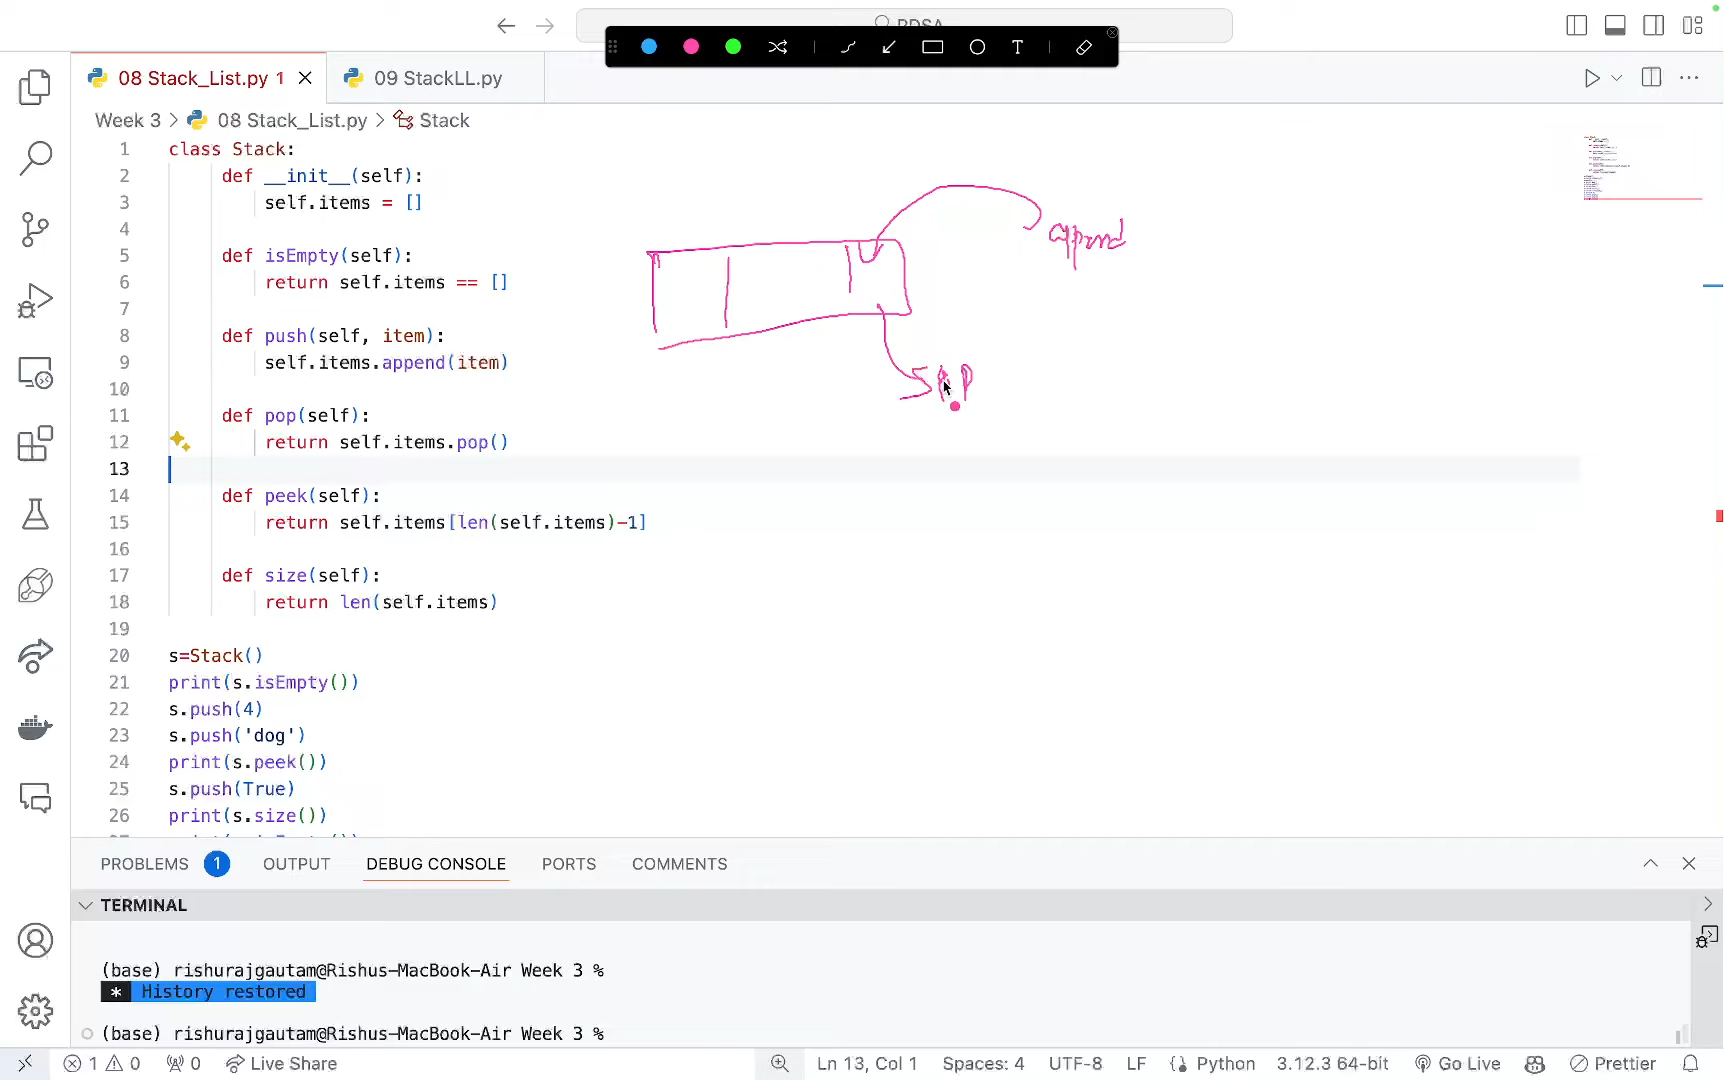 PDSA
T
08 Stack_List.py 1
09 StackLL.py
Week 3 > 08 Stack_List.py > Stack
1 class Stack:
2 def __init__(self):
3 self.items = []
4
5 def isEmpty(self):
6 return self.items == []
7
8 def push(self, item):
9 self.items.append(item)
10
11 def pop(self):
12 return self.items.pop()
13
14 def peek(self):
15 return self.items[len(self.items)-1]
16
17 def size(self):
18 return len(self.items)
19
20 s=Stack()
21 print(s.isEmpty())
22 s.push(4)
23 s.push('dog')
24 print(s.peek())
25 s.push(True)
26 print(s.size())
append
PROBLEMS 1 OUTPUT DEBUG CONSOLE PORTS COMMENTS
TERMINAL
(base) rishurajgautam@Rishus-MacBook-Air Week 3 %
* History restored
(base) rishurajgautam@Rishus-MacBook-Air Week 3 %
1 0 0 Live Share Ln 13, Col 1 Spaces: 4 UTF-8 LF Python 3.12.3 64-bit Go Live Prettier